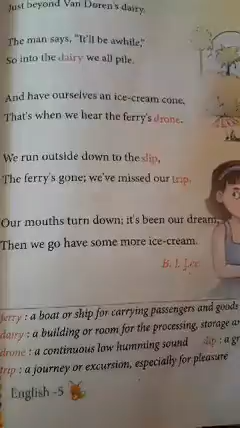 Just beyond Van Doren's dairy.
The man says, "It'll be awhile,"
So into the dairy we all pile.
And have ourselves an ice-cream cone,
That's when we hear the ferry's drone.
We run outside down to the slip,
The ferry's gone; we've missed our trip.
Our mouths turn down; it's been our dream,
Then we go have some more ice-cream.
B. J. Lee
ferry : a boat or ship for carrying passengers and goods
dairy : a building or room for the processing, storage
drone : a continuous low humming sound slip : a
trip : a journey or excursion, especially for pleasure
English -5